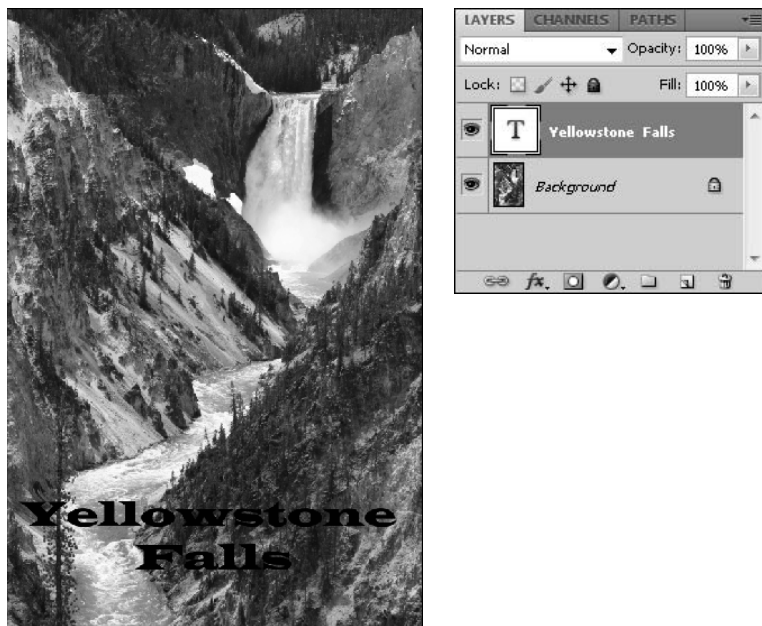 Yellowstone
Falls
LAYERS CHANNELS PATHS
Normal Opacity: 100%
Lock: Fill: 100%
T Yellowstone Falls
Background
fx.